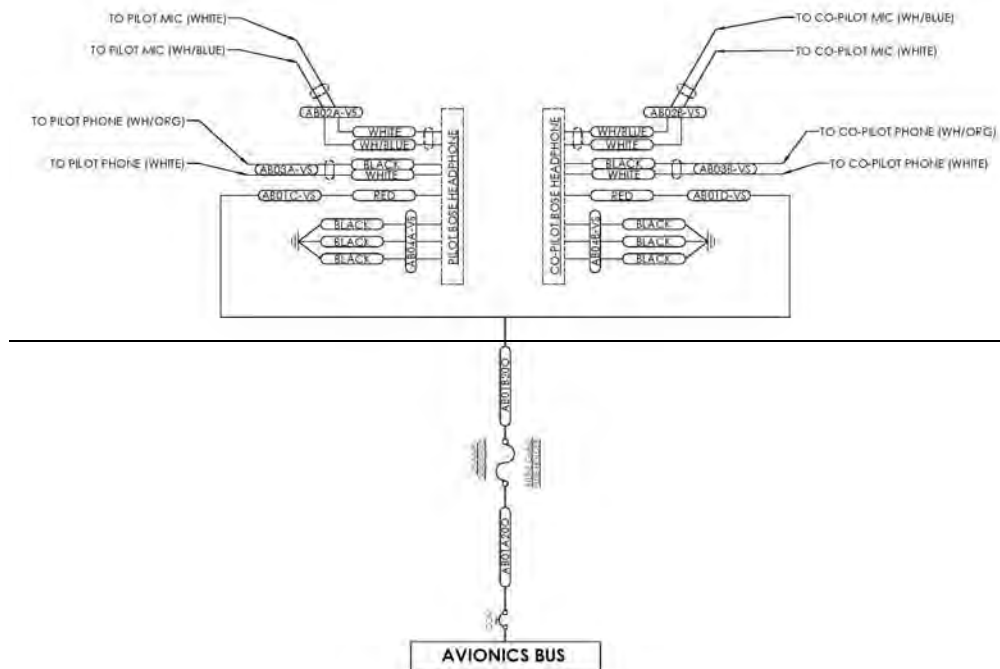 TO PILOT MIC (WHITE)
TO PILOT MIC (WH/BLUE)
AB02A-VS
WHITE
WH/BLUE
TO PILOT PHONE (WH/ORG)
TO PILOT PHONE (WHITE)
AB03A-VS
BLACK
WHITE
AB01C-VS
RED
BLACK
BLACK
BLACK
AB04A-VS
PILOT BOSE HEADPHONE
TO CO-PILOT MIC (WH/BLUE)
TO CO-PILOT MIC (WHITE)
AB02B-VS
WH/BLUE
WHITE
TO CO-PILOT PHONE (WH/ORG)
TO CO-PILOT PHONE (WHITE)
BLACK
WHITE
AB03B-VS
RED
AB01D-VS
BLACK
BLACK
BLACK
AB04B-VS
CO-PILOT BOSE HEADPHONE
AB01B20O
AB01A20O
AVIONICS BUS